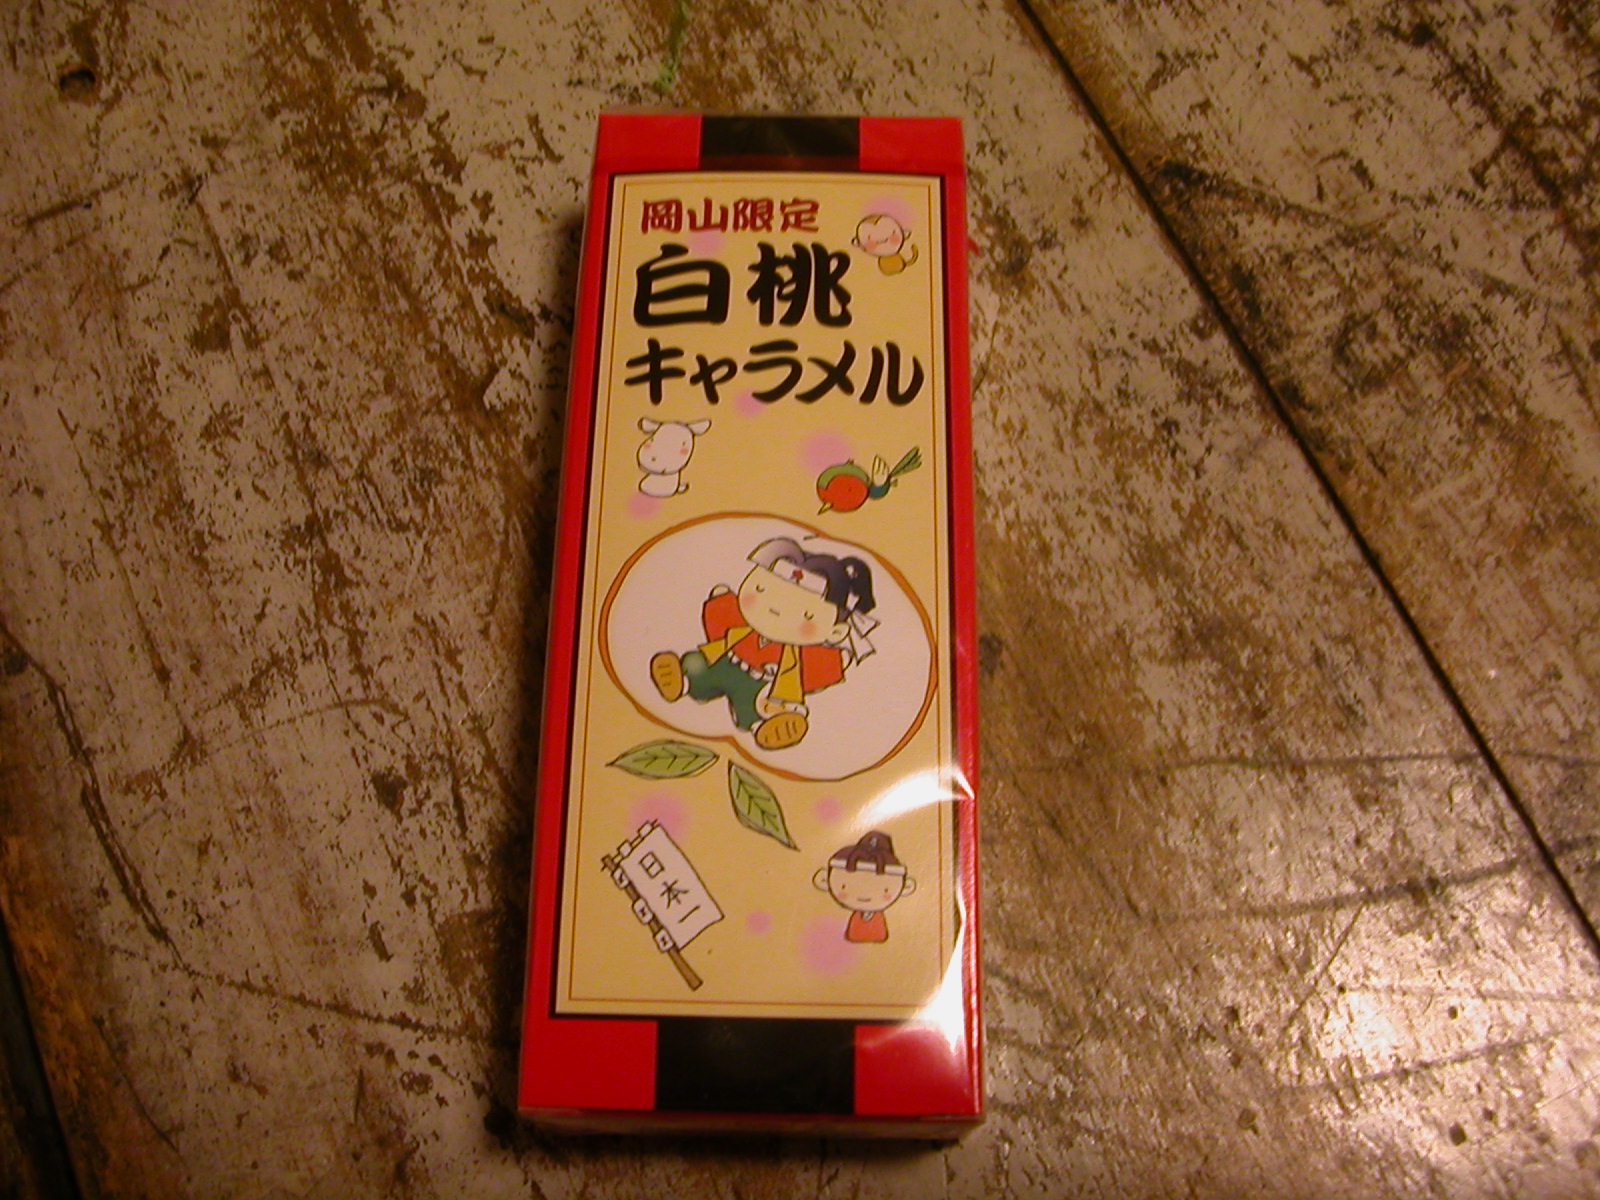 岡山限定
白桃
キャラメル
日本一